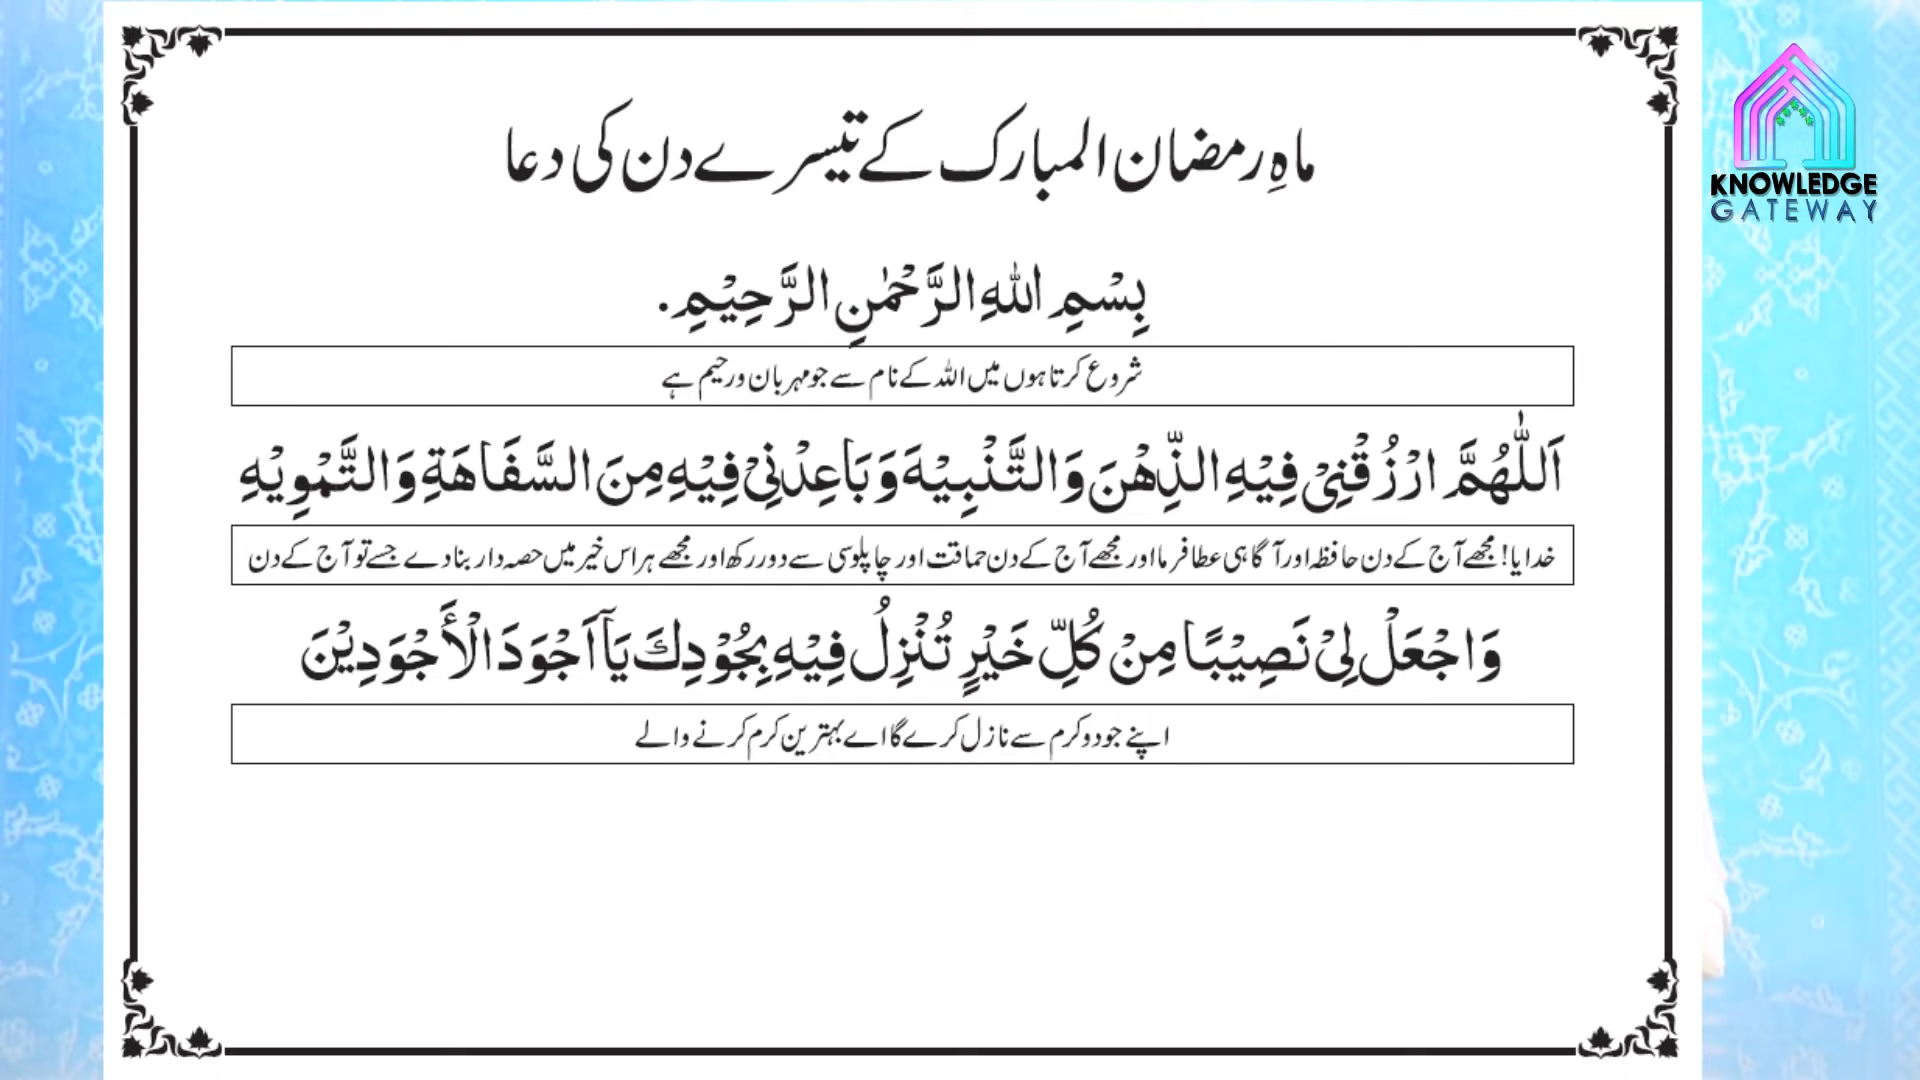 ماہِ رمضان المبارک کے تیسرے دن کی دعا
KNOWLEDGE
GATEWAY
بِسْمِ اللهِ الرَّحْمٰنِ الرَّحِيْمِ.
شروع کرتا ہوں میں اللہ کے نام سے جو مہربان و رحیم ہے
اَللّٰهُمَّ ارْزُقْنِيْ فِيْهِ الذِّهْنَ وَالتَّنْبِيْهَ وَبَاعِدْنِيْ فِيْهِ مِنَ السَّفَاهَةِ وَالتَّمْوِيْهِ
خدایا! مجھے آج کے دن حافظہ اور آگاہی عطا فرما اور مجھے آج کے دن حماقت اور چاپلوسی سے دور رکھ اور مجھے ہر اس خیر میں حصہ دار بنا دے جسے تو آج کے دن
وَاجْعَلْ لِيْ نَصِيْبًا مِنْ كُلِّ خَيْرٍ تُنْزِلُ فِيْهِ بِجُوْدِكَ يَآ اَجْوَدَ الْأَجْوَدِيْنَ
اپنے جود و کرم سے نازل کرے گا اے بہترین کرم کرنے والے